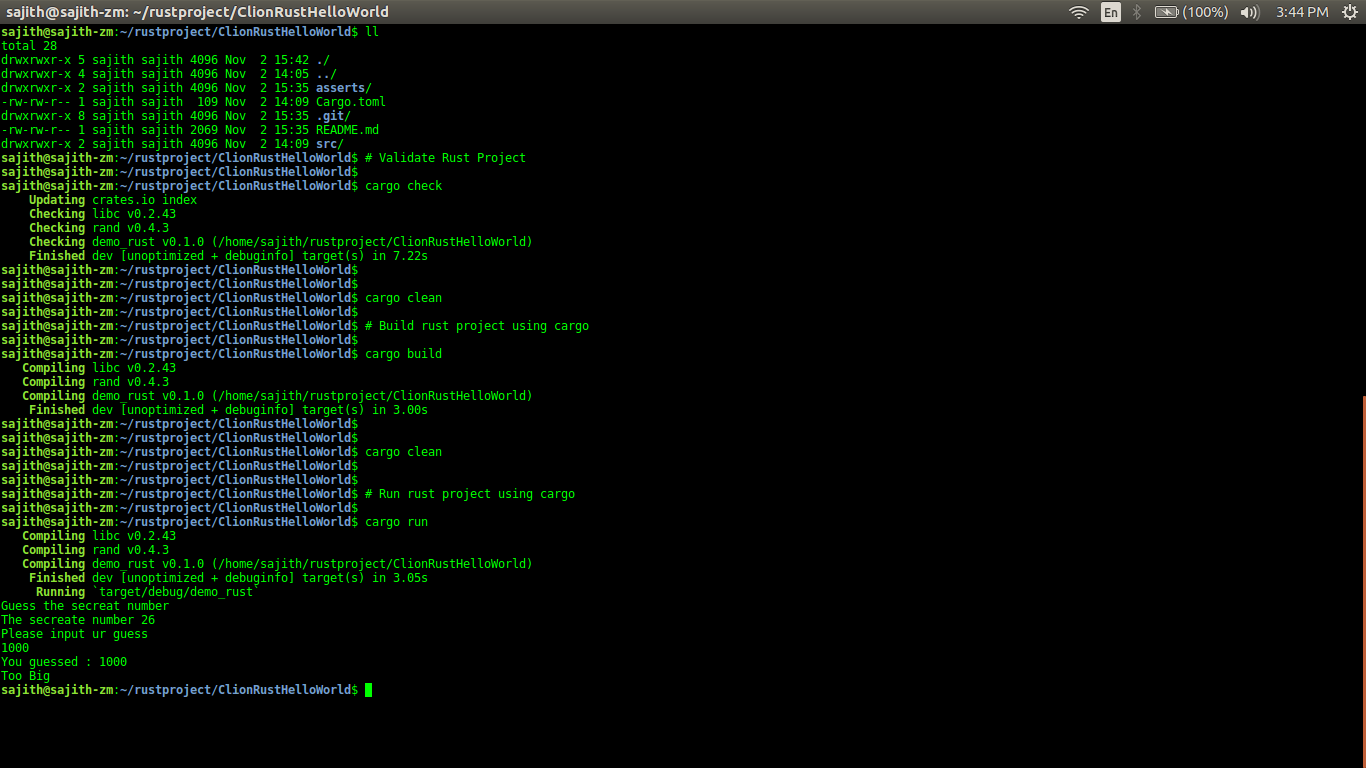 sajith@sajith-zm: ~/rustproject/ClionRustHelloWorld En (100%) 3:44 PM
sajith@sajith-zm:~/rustproject/ClionRustHelloWorld$ ll
total 28
drwxrwxr-x 5 sajith sajith 4096 Nov  2 15:42 ./
drwxrwxr-x 4 sajith sajith 4096 Nov  2 14:05 ../
drwxrwxr-x 2 sajith sajith 4096 Nov  2 15:35 asserts/
-rw-rw-r-- 1 sajith sajith  109 Nov  2 14:09 Cargo.toml
drwxrwxr-x 8 sajith sajith 4096 Nov  2 15:35 .git/
-rw-rw-r-- 1 sajith sajith 2069 Nov  2 15:35 README.md
drwxrwxr-x 2 sajith sajith 4096 Nov  2 14:09 src/
sajith@sajith-zm:~/rustproject/ClionRustHelloWorld$ # Validate Rust Project
sajith@sajith-zm:~/rustproject/ClionRustHelloWorld$
sajith@sajith-zm:~/rustproject/ClionRustHelloWorld$ cargo check
    Updating crates.io index
    Checking libc v0.2.43
    Checking rand v0.4.3
    Checking demo_rust v0.1.0 (/home/sajith/rustproject/ClionRustHelloWorld)
    Finished dev [unoptimized + debuginfo] target(s) in 7.22s
sajith@sajith-zm:~/rustproject/ClionRustHelloWorld$
sajith@sajith-zm:~/rustproject/ClionRustHelloWorld$
sajith@sajith-zm:~/rustproject/ClionRustHelloWorld$ cargo clean
sajith@sajith-zm:~/rustproject/ClionRustHelloWorld$
sajith@sajith-zm:~/rustproject/ClionRustHelloWorld$ # Build rust project using cargo
sajith@sajith-zm:~/rustproject/ClionRustHelloWorld$
sajith@sajith-zm:~/rustproject/ClionRustHelloWorld$ cargo build
   Compiling libc v0.2.43
   Compiling rand v0.4.3
   Compiling demo_rust v0.1.0 (/home/sajith/rustproject/ClionRustHelloWorld)
    Finished dev [unoptimized + debuginfo] target(s) in 3.00s
sajith@sajith-zm:~/rustproject/ClionRustHelloWorld$
sajith@sajith-zm:~/rustproject/ClionRustHelloWorld$
sajith@sajith-zm:~/rustproject/ClionRustHelloWorld$ cargo clean
sajith@sajith-zm:~/rustproject/ClionRustHelloWorld$
sajith@sajith-zm:~/rustproject/ClionRustHelloWorld$
sajith@sajith-zm:~/rustproject/ClionRustHelloWorld$ # Run rust project using cargo
sajith@sajith-zm:~/rustproject/ClionRustHelloWorld$
sajith@sajith-zm:~/rustproject/ClionRustHelloWorld$ cargo run
   Compiling libc v0.2.43
   Compiling rand v0.4.3
   Compiling demo_rust v0.1.0 (/home/sajith/rustproject/ClionRustHelloWorld)
    Finished dev [unoptimized + debuginfo] target(s) in 3.05s
     Running `target/debug/demo_rust`
Guess the secreat number
The secreate number 26
Please input ur guess
1000
You guessed : 1000
Too Big
sajith@sajith-zm:~/rustproject/ClionRustHelloWorld$